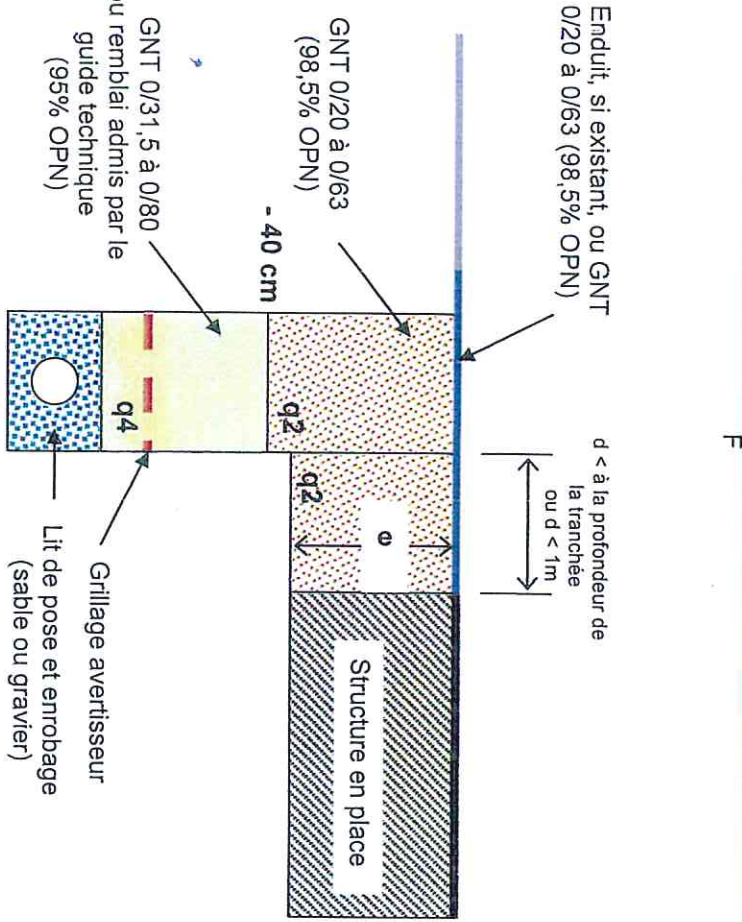 F
Enduit, si existant, ou GNT
0/20 à 0/63 (98,5% OPN)
d < à la profondeur de
la tranchée
ou d < 1m
GNT 0/20 à 0/63
(98,5% OPN)
- 40 cm
q2
q2
e
Structure en place
GNT 0/31,5 à 0/80
ou remblai admis par le
guide technique
(95% OPN)
q4
Grillage avertisseur
Lit de pose et enrobage
(sable ou gravier)